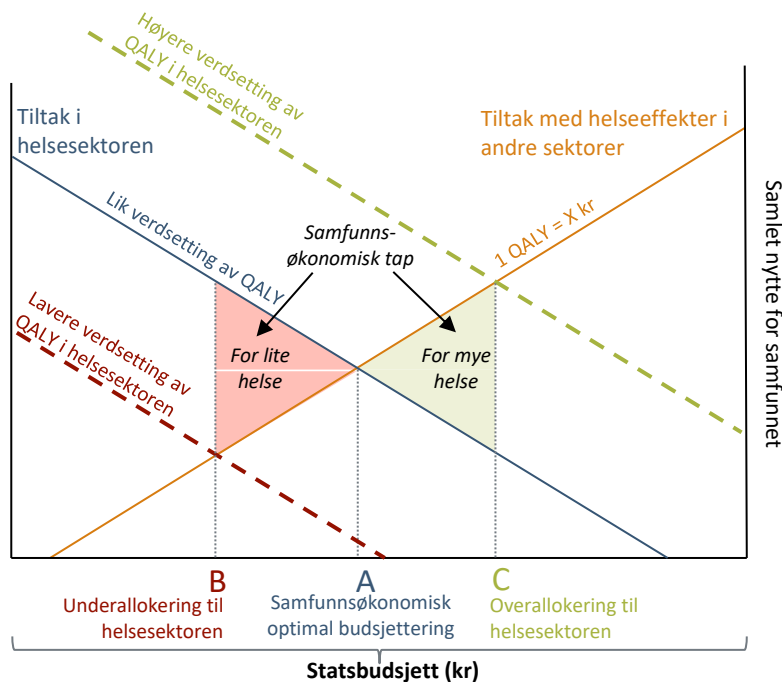 Høyere verdsetting av
QALY i helsesektoren
Tiltak i
helsesektoren
Tiltak med helseeffekter i
andre sektorer
Lik verdsetting av QALY
Samfunns-
økonomisk tap
1 QALY = X kr
Samlet nytte for samfunnet
Lavere verdsetting av
QALY i helsesektoren
For lite
helse
For mye
helse
B
A
C
Underallokering til
helsesektoren
Samfunnsøkonomisk
optimal budsjettering
Overallokering til
helsesektoren
Statsbudsjett (kr)